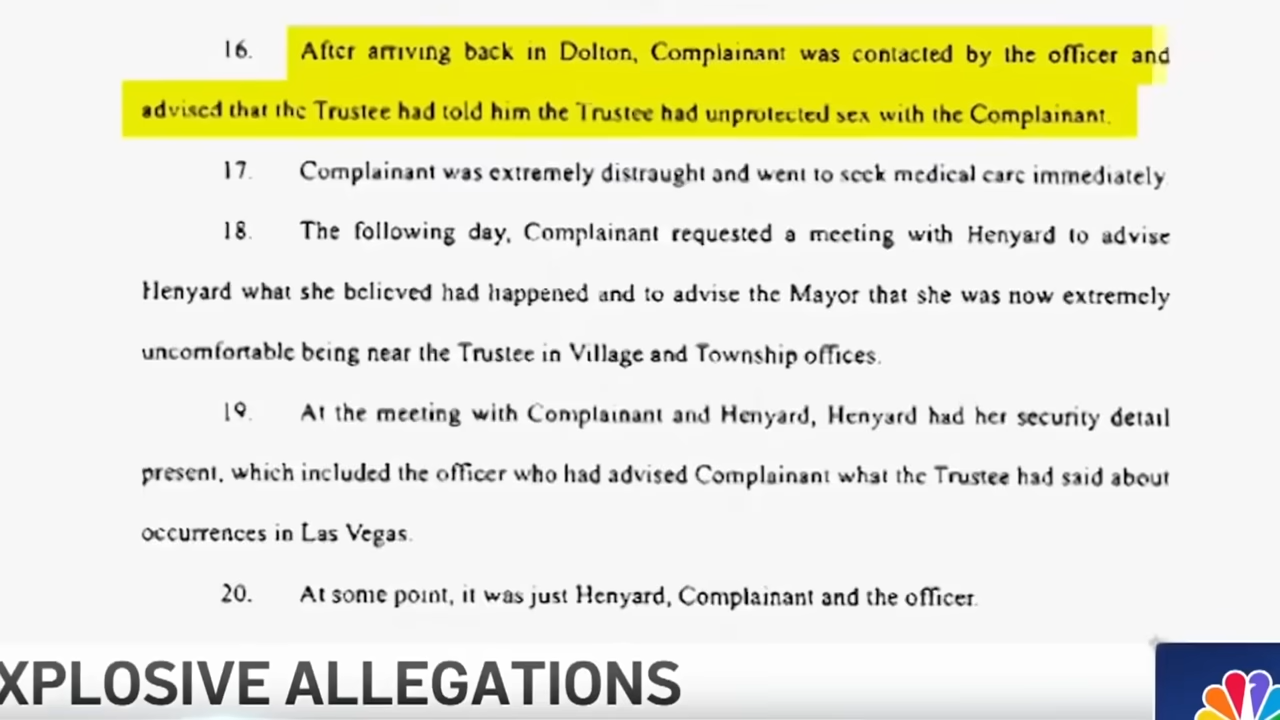 16. After arriving back in Dolton, Complainant was contacted by the officer and
advised that the Trustee had told him the Trustee had unprotected sex with the Complainant.
17. Complainant was extremely distraught and went to seek medical care immediately
18. The following day, Complainant requested a meeting with Henyard to advise
Henyard what she believed had happened and to advise the Mayor that she was now extremely
uncomfortable being near the Trustee in Village and Township offices.
19. At the meeting with Complainant and Henyard, Henyard had her security detail
present, which included the officer who had advised Complainant what the Trustee had said about
occurrences in Las Vegas.
20. At some point, it was just Henyard, Complainant and the officer.
XPLOSIVE ALLEGATIONS